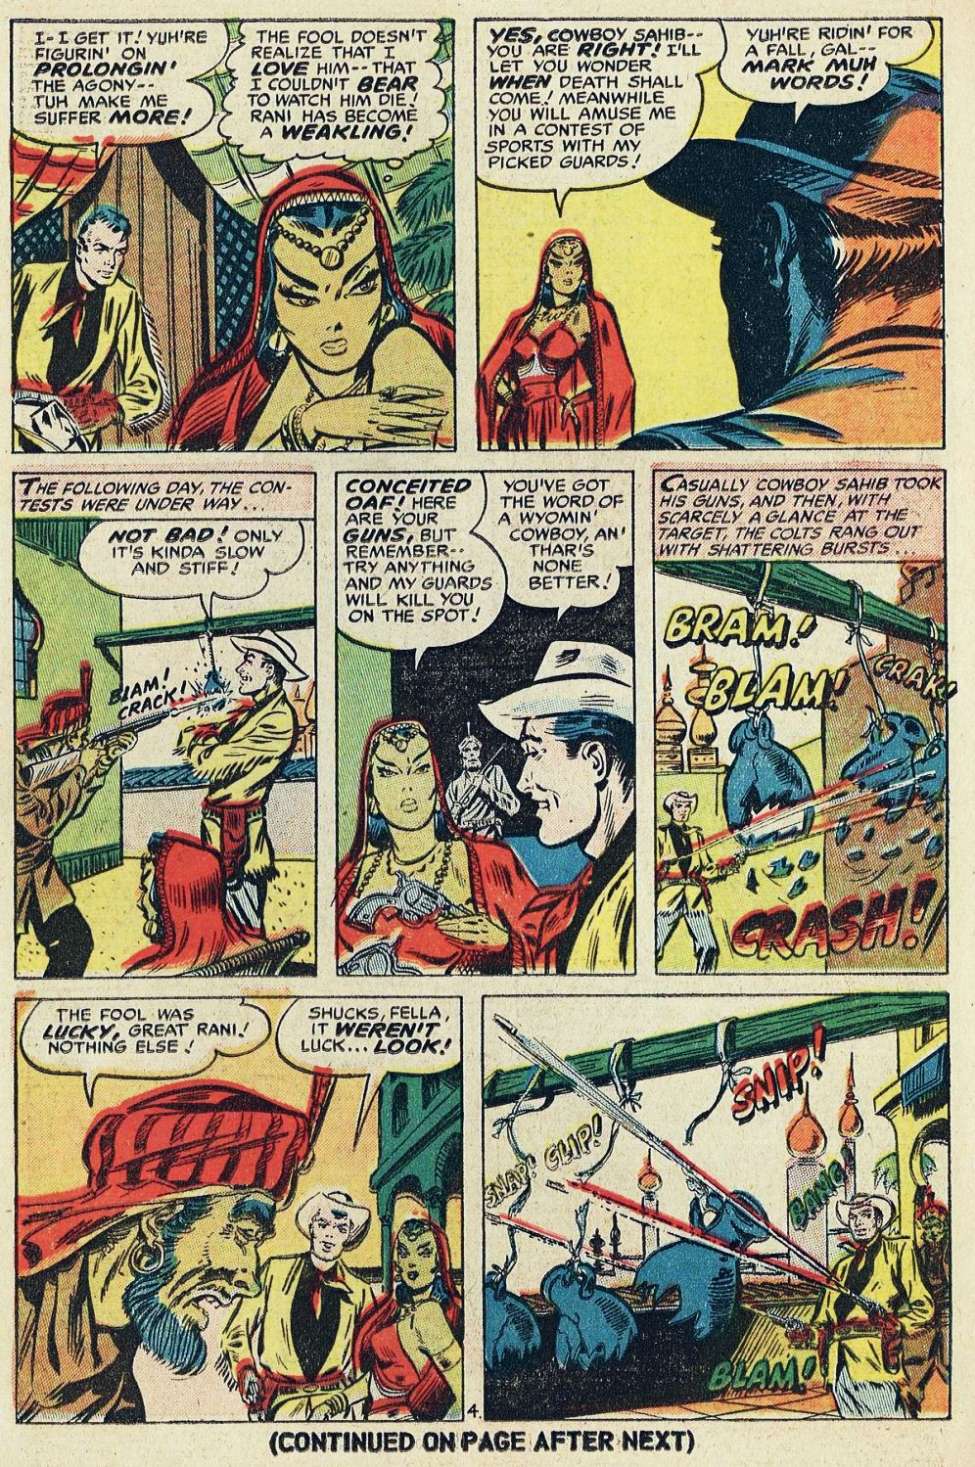 I-I GET IT! YUH'RE
FIGURIN' ON
PROLONGIN'
THE AGONY--
TUH MAKE ME
SUFFER MORE!
THE FOOL DOESN'T
REALIZE THAT I
LOVE HIM--THAT
I COULDN'T BEAR
TO WATCH HIM DIE!
RANI HAS BECOME
A WEAKLING!
YES, COWBOY SAHIB--
YOU ARE RIGHT! I'LL
LET YOU WONDER
WHEN DEATH SHALL
COME! MEANWHILE
YOU WILL AMUSE ME
IN A CONTEST OF
SPORTS WITH MY
PICKED GUARDS!
YUH'RE RIDIN' FOR
A FALL, GAL--
MARK MUH
WORDS!
THE FOLLOWING DAY, THE CON-
TESTS WERE UNDER WAY...
NOT BAD! ONLY
IT'S KINDA SLOW
AND STIFF!
BLAM!
CRACK!
CONCEITED
OAF! HERE
ARE YOUR
GUNS, BUT
REMEMBER--
TRY ANYTHING
AND MY GUARDS
WILL KILL YOU
ON THE SPOT!
YOU'VE GOT
THE WORD OF
A WYOMIN'
COWBOY, AN'
THAR'S
NONE
BETTER!
CASUALLY COWBOY SAHIB TOOK
HIS GUNS, AND THEN, WITH
SCARCELY A GLANCE AT THE
TARGET, THE COLTS RANG OUT
WITH SHATTERING BURSTS...
BRAM!
BLAM!
CRAK!
CRASH!
THE FOOL WAS
LUCKY, GREAT RANI!
NOTHING ELSE!
SHUCKS, FELLA,
IT WEREN'T
LUCK... LOOK!
SNAP!
CLIP!
SNIP!
BANG!
BLAM!
4.
(CONTINUED ON PAGE AFTER NEXT)